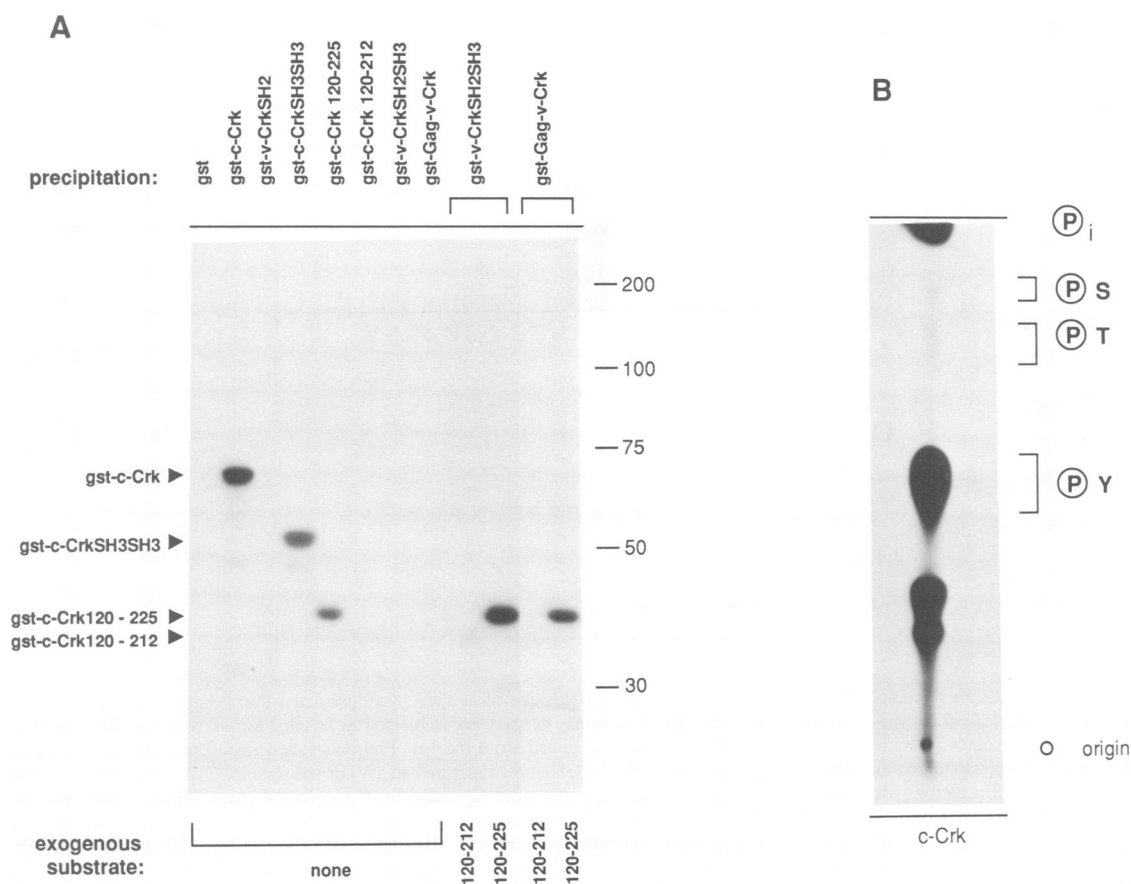 A
precipitation:
gst
gst-c-Crk
gst-v-CrkSH2
gst-c-CrkSH3SH3
gst-c-Crk 120-225
gst-c-Crk 120-212
gst-v-CrkSH2SH3
gst-Gag-v-Crk
gst-v-CrkSH2SH3
gst-Gag-v-Crk
200
100
75
50
30
gst-c-Crk
gst-c-CrkSH3SH3
gst-c-Crk120 - 225
gst-c-Crk120 - 212
exogenous
substrate:
none
120-212
120-225
120-212
120-225
B
P i
P S
P T
P Y
origin
c-Crk